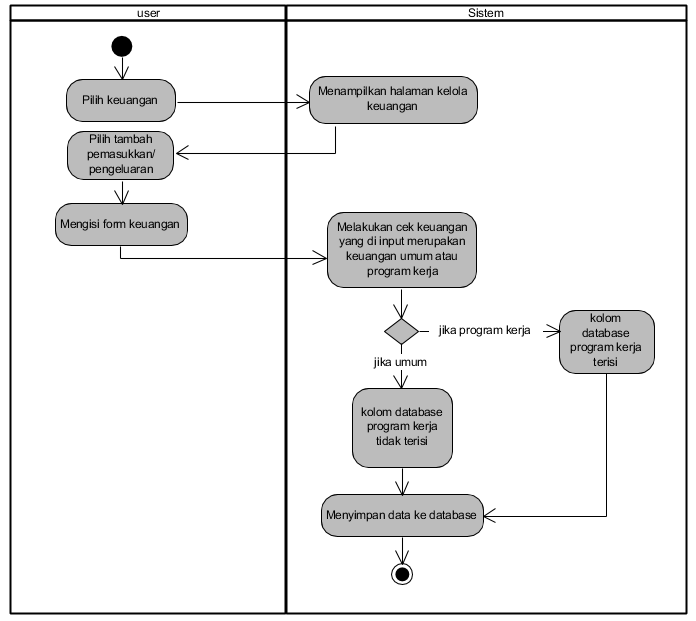 user
Sistem
Pilih keuangan
Menampilkan halaman kelola
keuangan
Pilih tambah
pemasukkan/
pengeluaran
Mengisi form keuangan
Melakukan cek keuangan
yang di input merupakan
keuangan umum atau
program kerja
jika program kerja
kolom
database
program kerja
terisi
jika umum
kolom database
program kerja
tidak terisi
Menyimpan data ke database